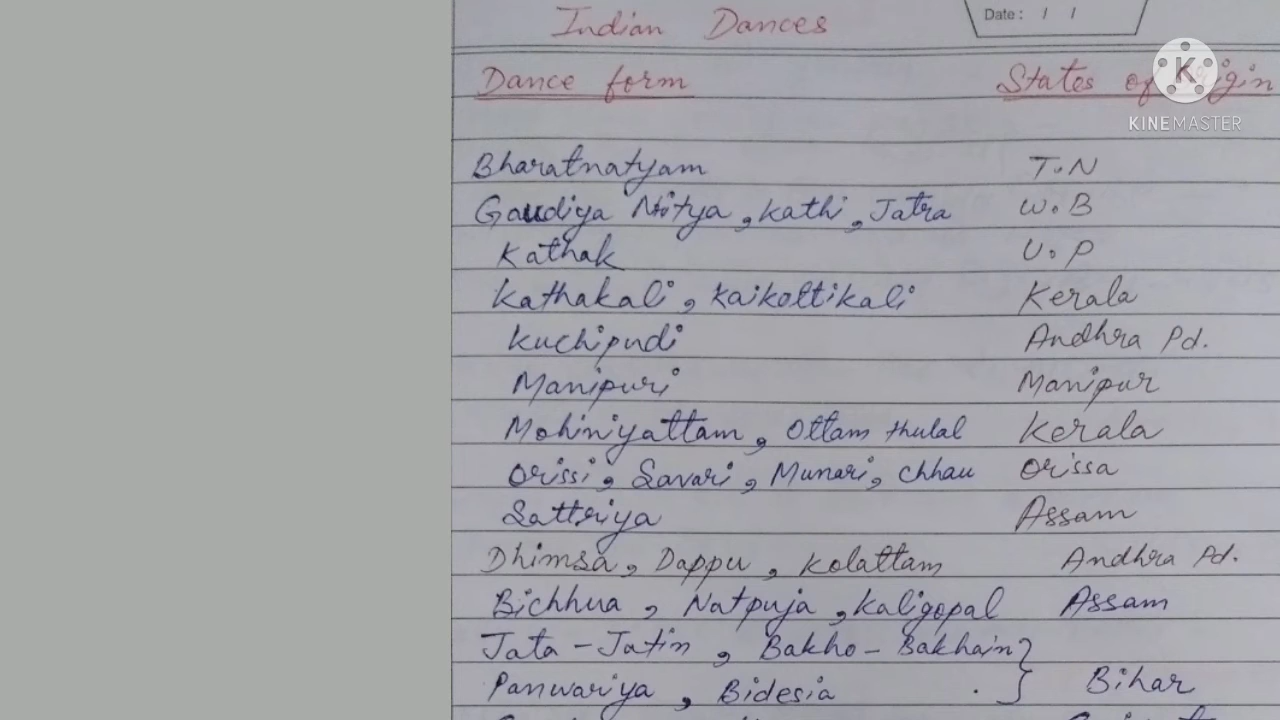 Indian Dances
Date: / /
Dance form States of
KINEMASTER
Bharatnatyam T.N
Gaudiya Nritya, Kathi, Jatra W.B
Kathak U.P
Kathakali, Kaikottikali Kerala
Kuchipudi Andhra Pd.
Manipuri Manipur
Mohiniyattam, Ottam thulal Kerala
Orissi, Savari, Munari, Chhau Orissa
Sattriya Assam
Dhimsa, Dappu, Kolattam Andhra Pd.
Bichhua, Natpuja, Kaligopal Assam
Jata-Jatin, Bakho-Bakhain }
Panwariya, Bidesia . } Bihar